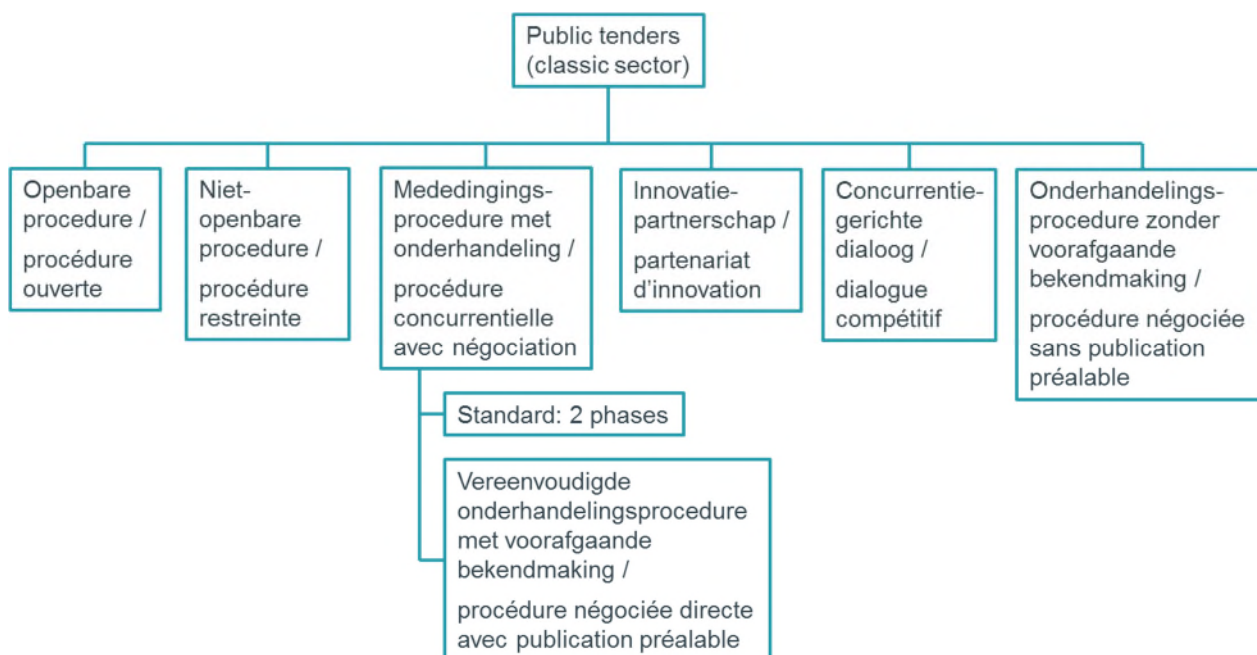 Public tenders
(classic sector)
Openbare
procedure /
procédure
ouverte
Niet-
openbare
procedure /
procédure
restreinte
Mededingings-
procedure met
onderhandeling /
procédure
concurrentielle
avec négociation
Innovatie-
partnerschap /
partenariat
d’innovation
Concurrentie-
gerichte
dialoog /
dialogue
compétitif
Onderhandelings-
procedure zonder
voorafgaande
bekendmaking /
procédure négociée
sans publication
préalable
Standard: 2 phases
Vereenvoudigde
onderhandelingsprocedure
met voorafgaande
bekendmaking /
procédure négociée directe
avec publication préalable